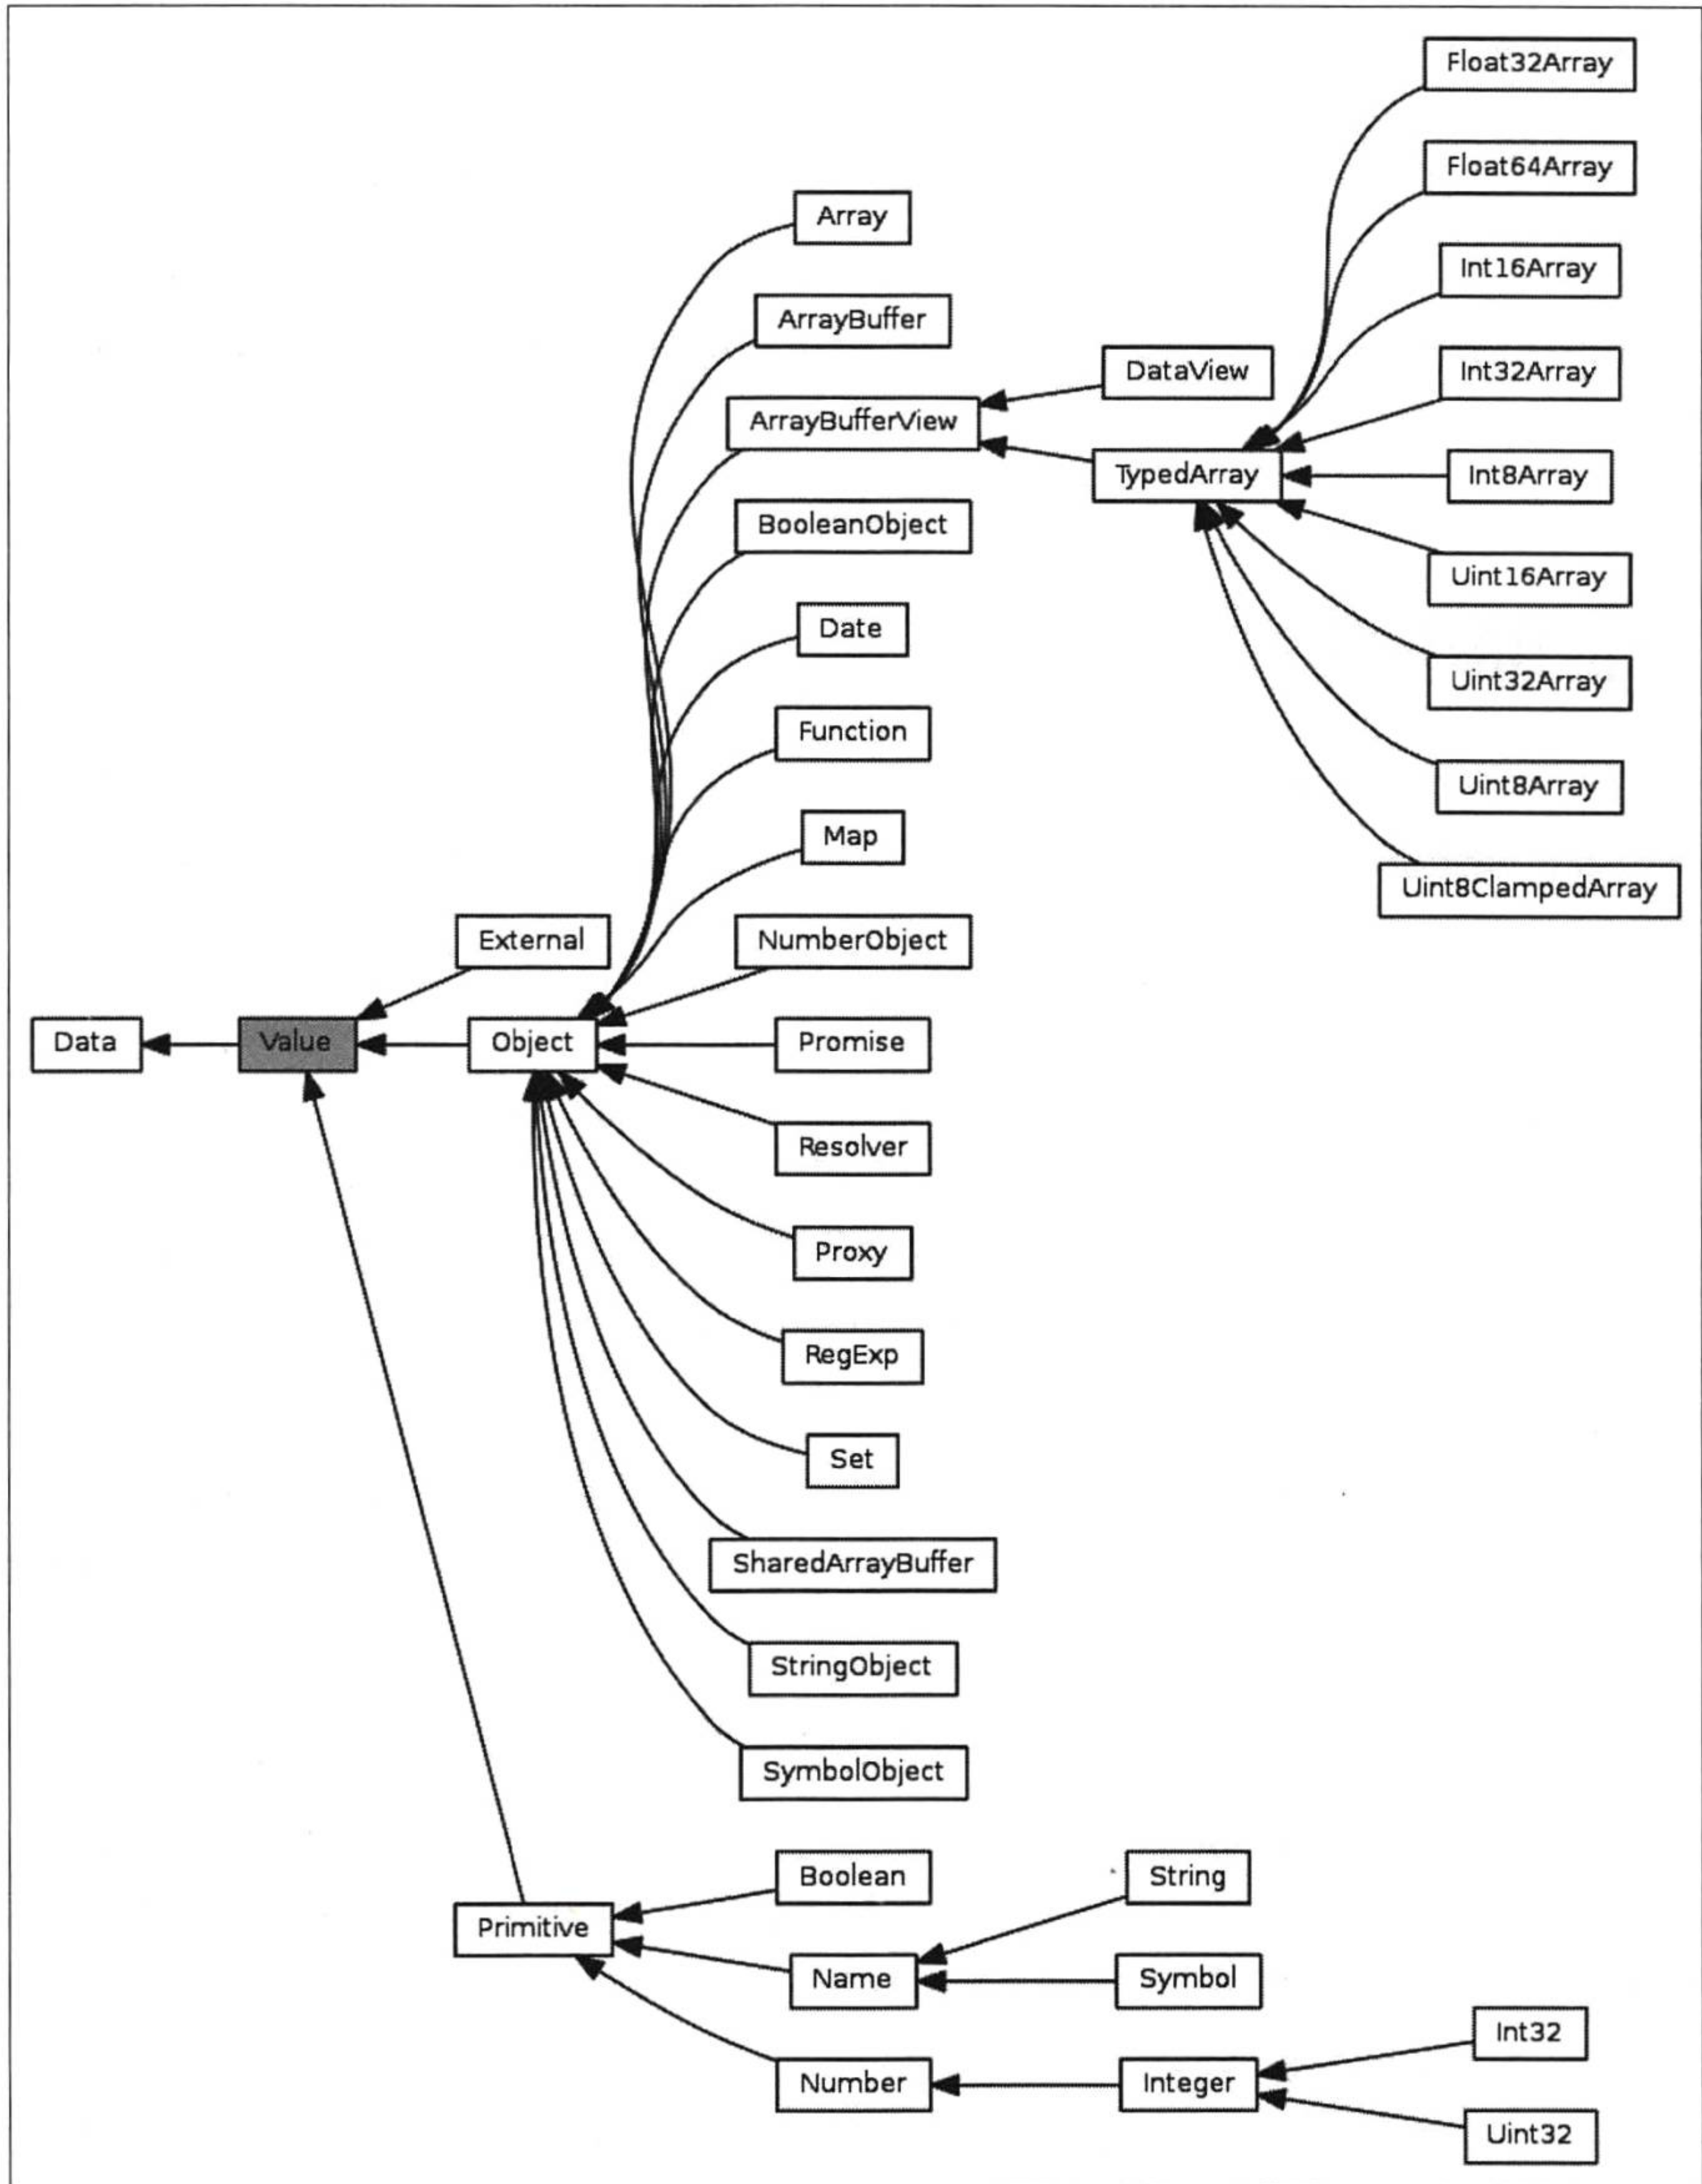 Float32Array
Float64Array
Array
Int16Array
ArrayBuffer
DataView
Int32Array
ArrayBufferView
TypedArray
Int8Array
BooleanObject
Uint16Array
Date
Uint32Array
Function
Uint8Array
Map
Uint8ClampedArray
External
NumberObject
Data
Value
Object
Promise
Resolver
Proxy
RegExp
Set
SharedArrayBuffer
StringObject
SymbolObject
Boolean
String
Primitive
Name
Symbol
Int32
Number
Integer
Uint32